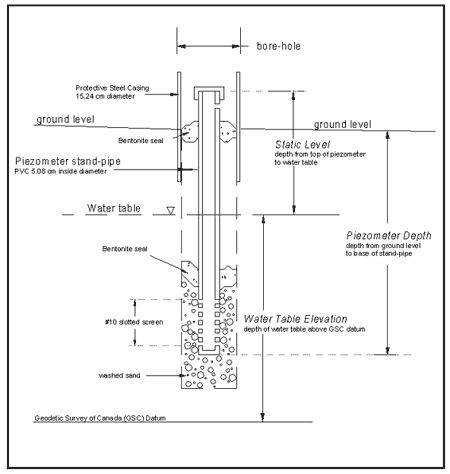 bore-hole
Protective Steel Casing
15.24 cm diameter
ground level
ground level
Bentonite seal
Static Level
depth from top of piezometer
to water table
Piezometer stand-pipe
PVC 5.08 cm inside diameter
Water table
Piezometer Depth
depth from ground level
to base of stand-pipe
Bentonite seal
#10 slotted screen
Water Table Elevation
depth of water table above GSC datum
washed sand
Geodetic Survey of Canada (GSC) Datum